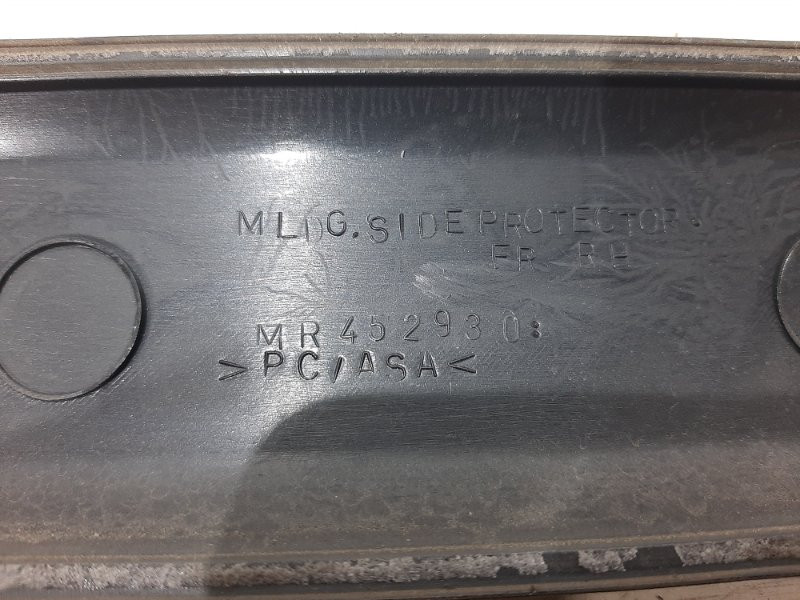 MLDG.SIDE PROTECTOR.
FR RH
MR452930:
>PC/ASA<